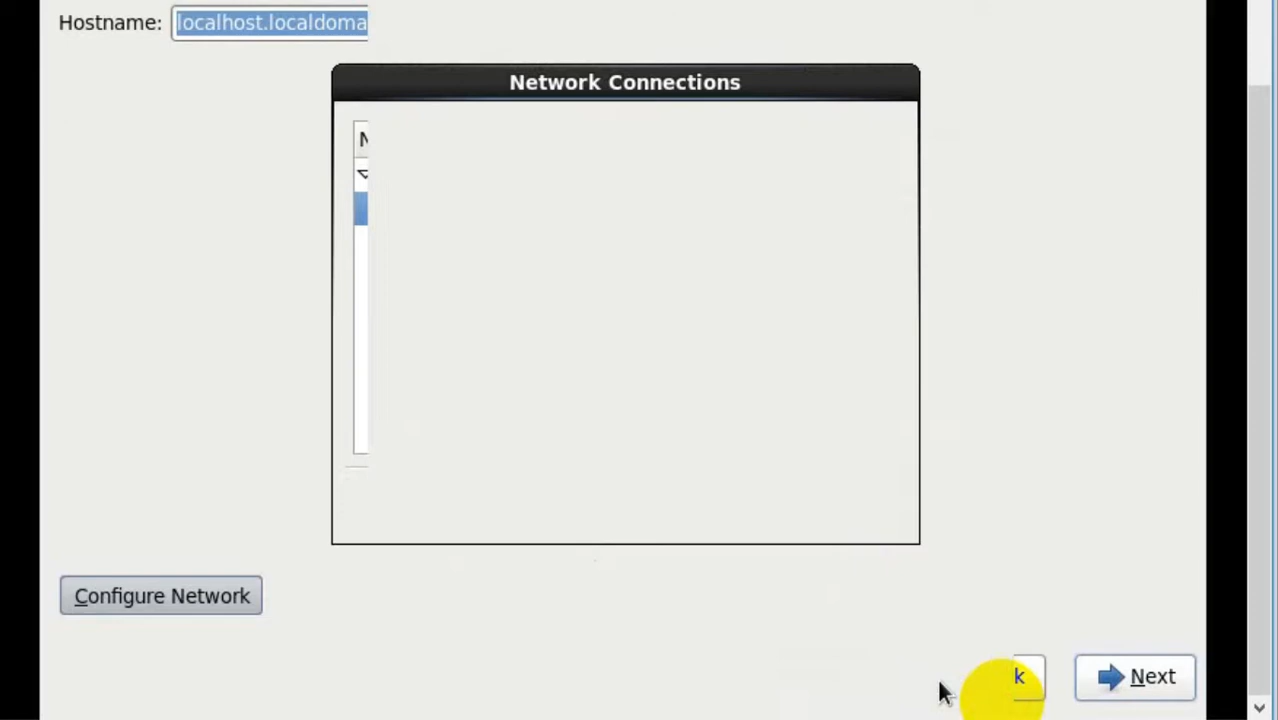 Hostname: localhost.localdoma
Network Connections
N
Configure Network
k
Next